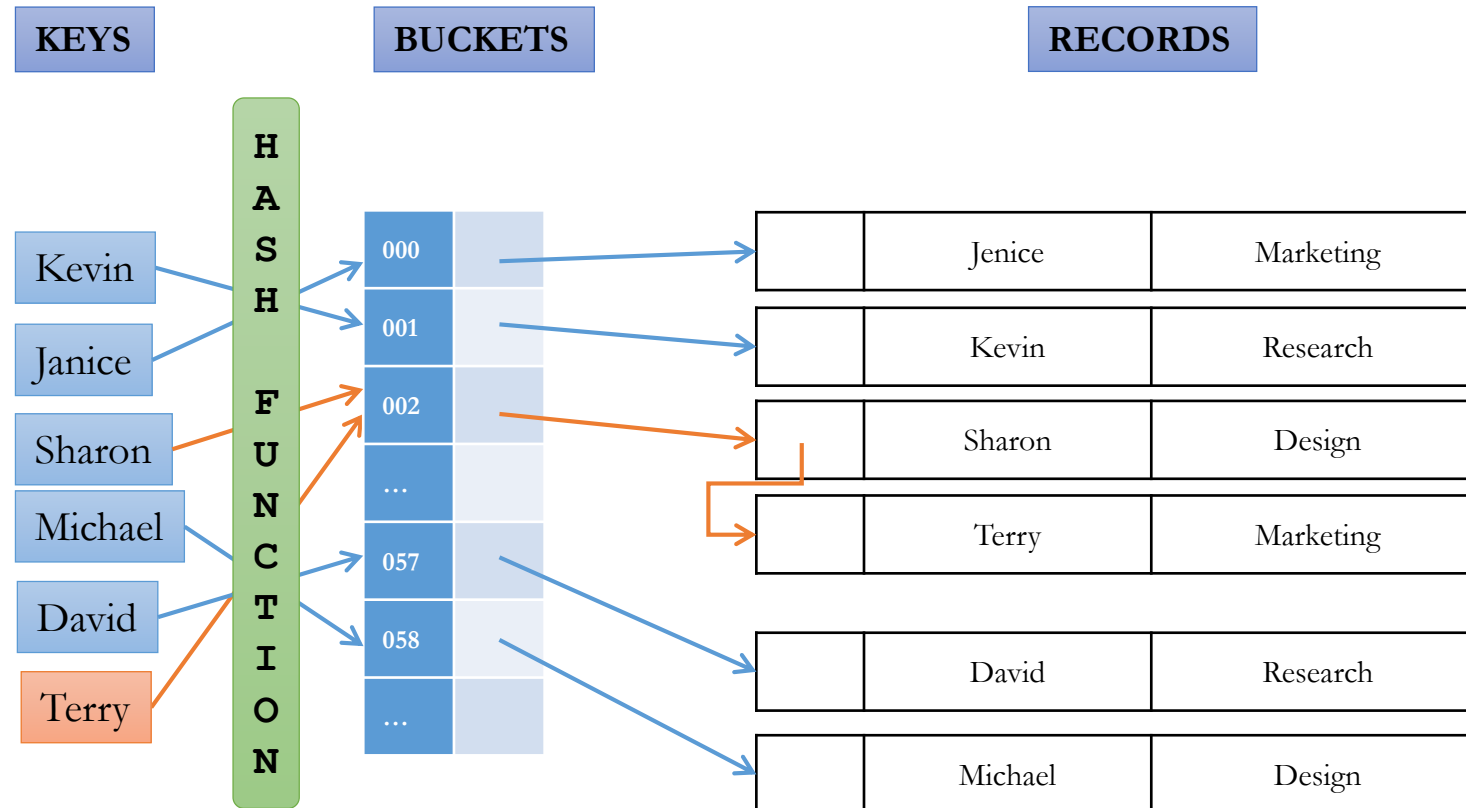 KEYS
BUCKETS
RECORDS
HASH FUNCTION
Kevin
Janice
Sharon
Michael
David
Terry
000
001
002
...
057
058
...
Jenice Marketing
Kevin Research
Sharon Design
Terry Marketing
David Research
Michael Design